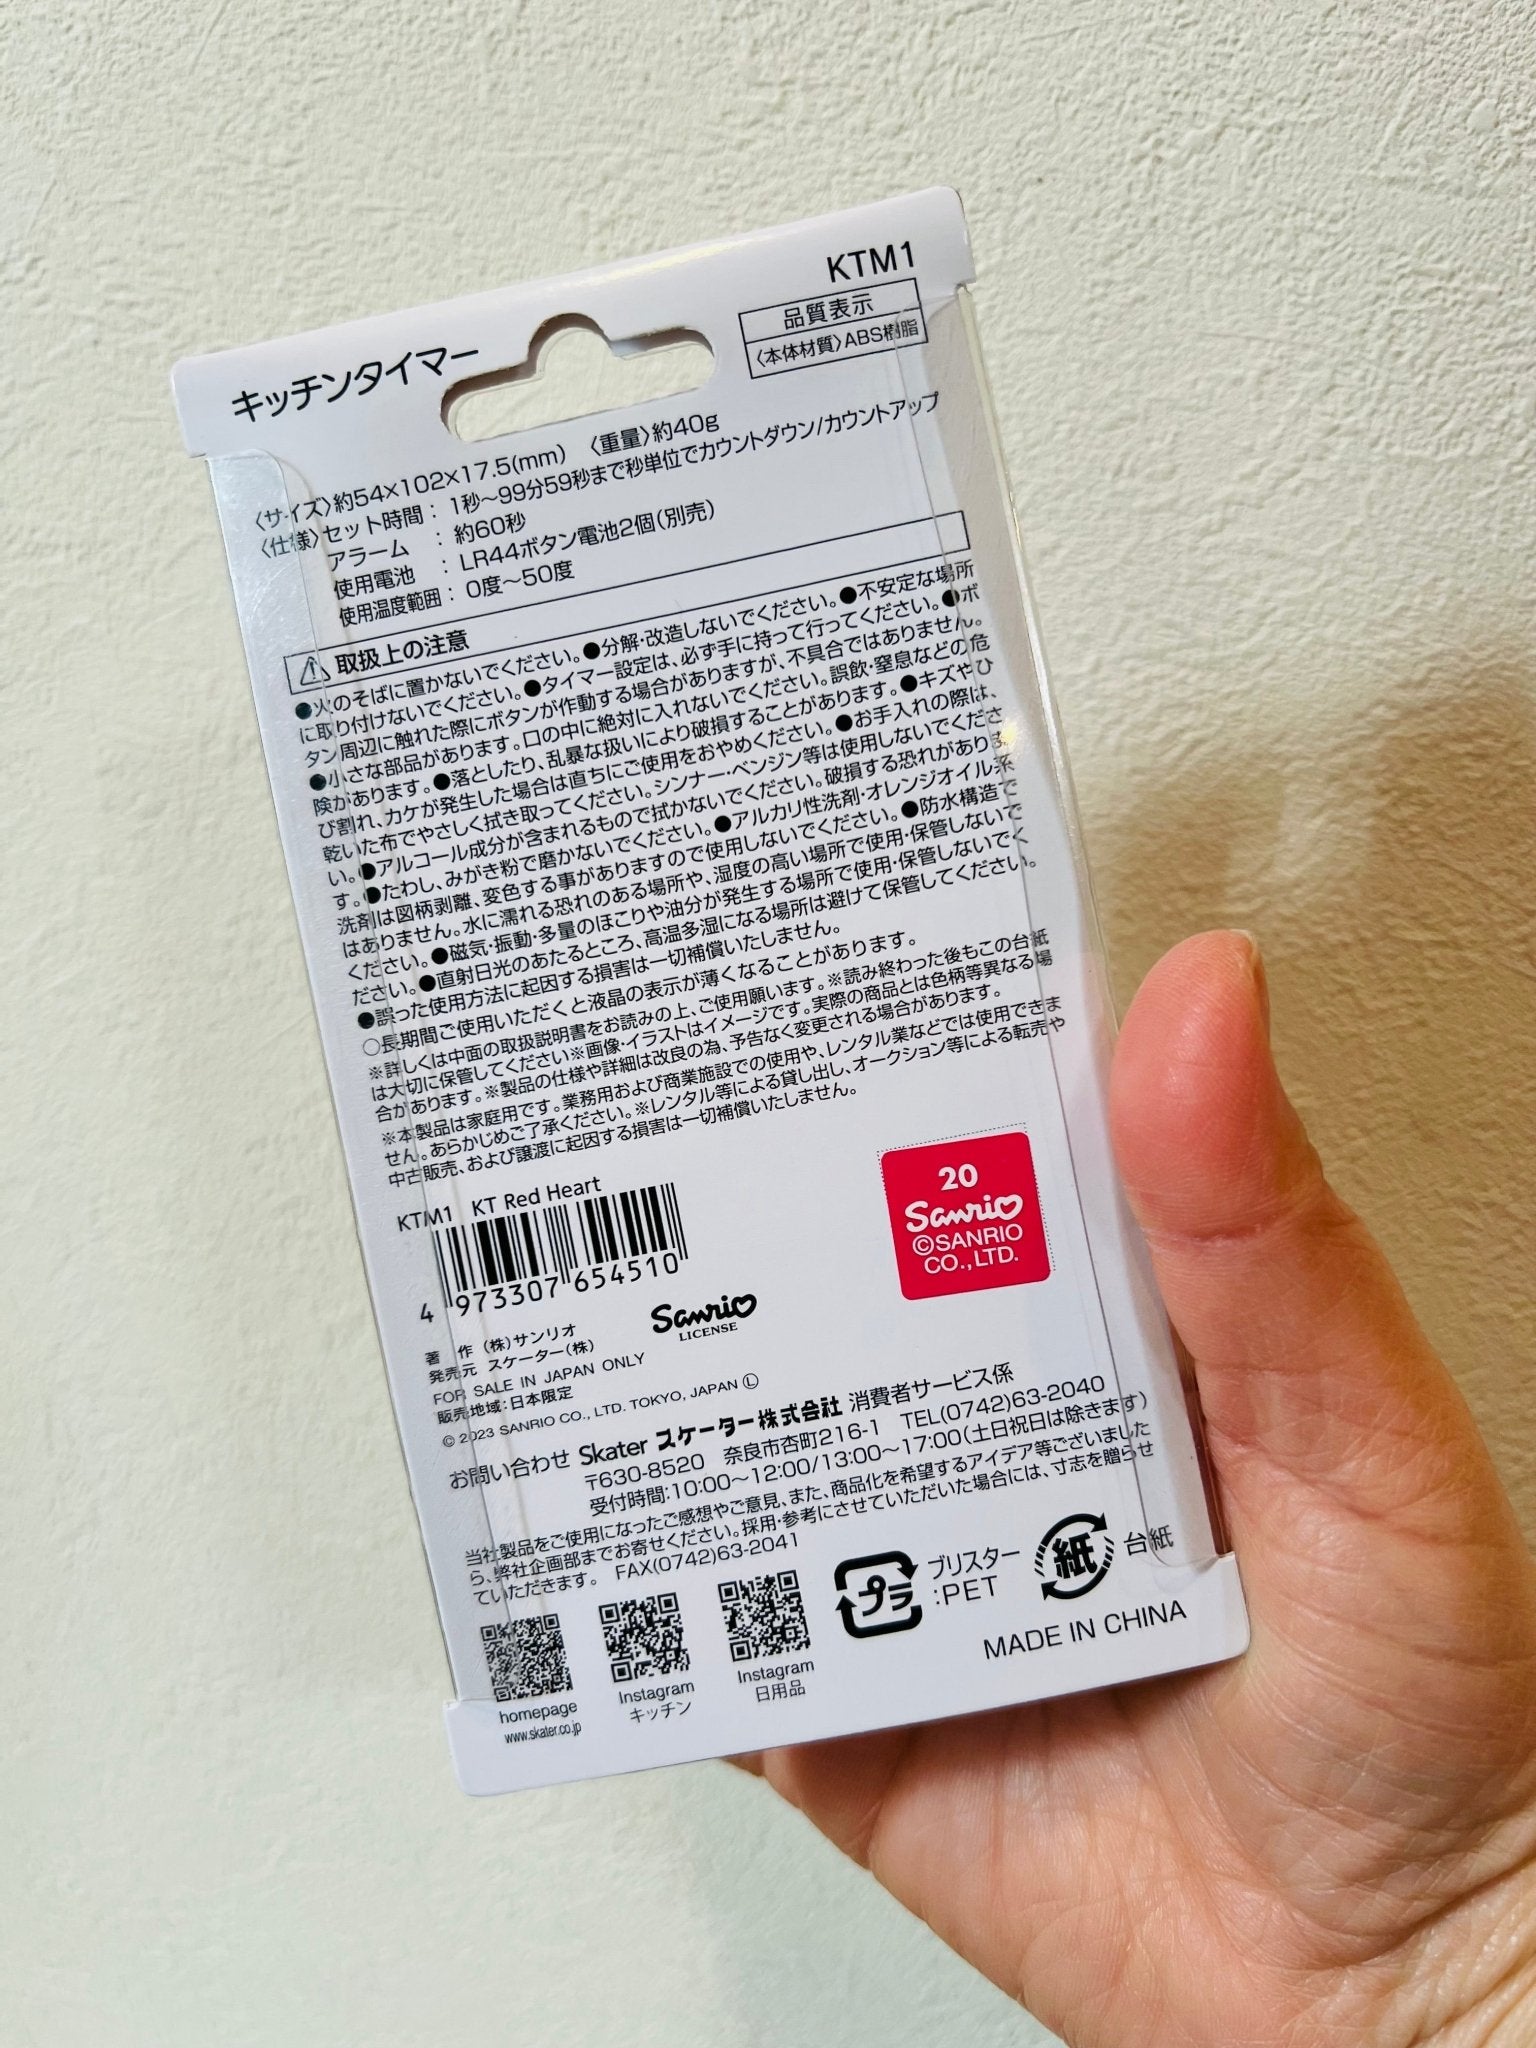 KTM1
キッチンタイマー
品質表示
〈本体材質〉ABS樹脂
〈サイズ〉約54×102×17.5(mm) 〈重量〉約40g
〈仕様〉セット時間：1秒～99分59秒まで秒単位でカウントダウン/カウントアップ
アラーム：約60秒
使用電池：LR44ボタン電池2個(別売)
使用温度範囲：0度～50度
取扱上の注意
●火のそばに置かないでください。●分解・改造しないでください。●不安定な場所
に取り付けないでください。●タイマー設定は、必ず手に持って行ってください。●ボ
タン周辺に触れた際にボタンが作動する場合がありますが、不具合ではありません。
●小さな部品があります。口の中に絶対に入れないでください。誤飲・窒息などの危
険があります。●落としたり、乱暴な扱いにより破損することがあります。●キズやひ
び割れ、カケが発生した場合は直ちにご使用をおやめください。●お手入れの際は、
乾いた布でやさしく拭き取ってください。シンナー・ベンジン等は使用しないでくださ
い。●アルコール成分が含まれるもので拭かないでください。破損する恐れがありま
す。●たわし、みがき粉で磨かないでください。●アルカリ性洗剤・オレンジオイル系
洗剤は図柄剥離、変色する事がありますので使用しないでください。●防水構造で
はありません。水に濡れる恐れのある場所や、湿度の高い場所で使用・保管しないで
ください。●磁気・振動・多量のほこりや油分が発生する場所で使用・保管しないでく
ださい。●直射日光のあたるところ、高温多湿になる場所は避けて保管してください。
●誤った使用方法に起因する損害は一切補償いたしません。
○長期間ご使用いただくと液晶の表示が薄くなることがあります。
※詳しくは中面の取扱説明書をお読みの上、ご使用願います。※読み終わった後もこの台紙
は大切に保管してください※画像・イラストはイメージです。実際の商品とは色柄等異なる場
合があります。※製品の仕様や詳細は改良の為、予告なく変更される場合があります。
※本製品は家庭用です。業務用および商業施設での使用や、レンタル業などでは使用できま
せん。あらかじめご了承ください。※レンタル等による貸し出し、オークション等による転売や
中古販売、および譲渡に起因する損害は一切補償いたしません。
KTM1 KT Red Heart
4 973307 654510
20
Sanrio
©SANRIO
CO.,LTD.
Sanrio
LICENSE
著 作 (株)サンリオ
発売元 スケーター(株)
FOR SALE IN JAPAN ONLY
販売地域:日本限定
© 2023 SANRIO CO., LTD. TOKYO, JAPAN Ⓛ
お問い合わせ Skater スケーター株式会社 消費者サービス係
〒630-8520 奈良市杏町216-1 TEL(0742)63-2040
受付時間:10:00～12:00/13:00～17:00(土日祝日は除きます)
当社製品をご使用になったご感想やご意見、また、商品化を希望するアイデア等ございました
ら、弊社企画部までお寄せください。採用・参考にさせていただいた場合には、寸志を贈らせ
ていただきます。 FAX(0742)63-2041
homepage
www.skater.co.jp
Instagram
キッチン
Instagram
日用品
プラ
ブリスター
:PET
紙
台紙
MADE IN CHINA